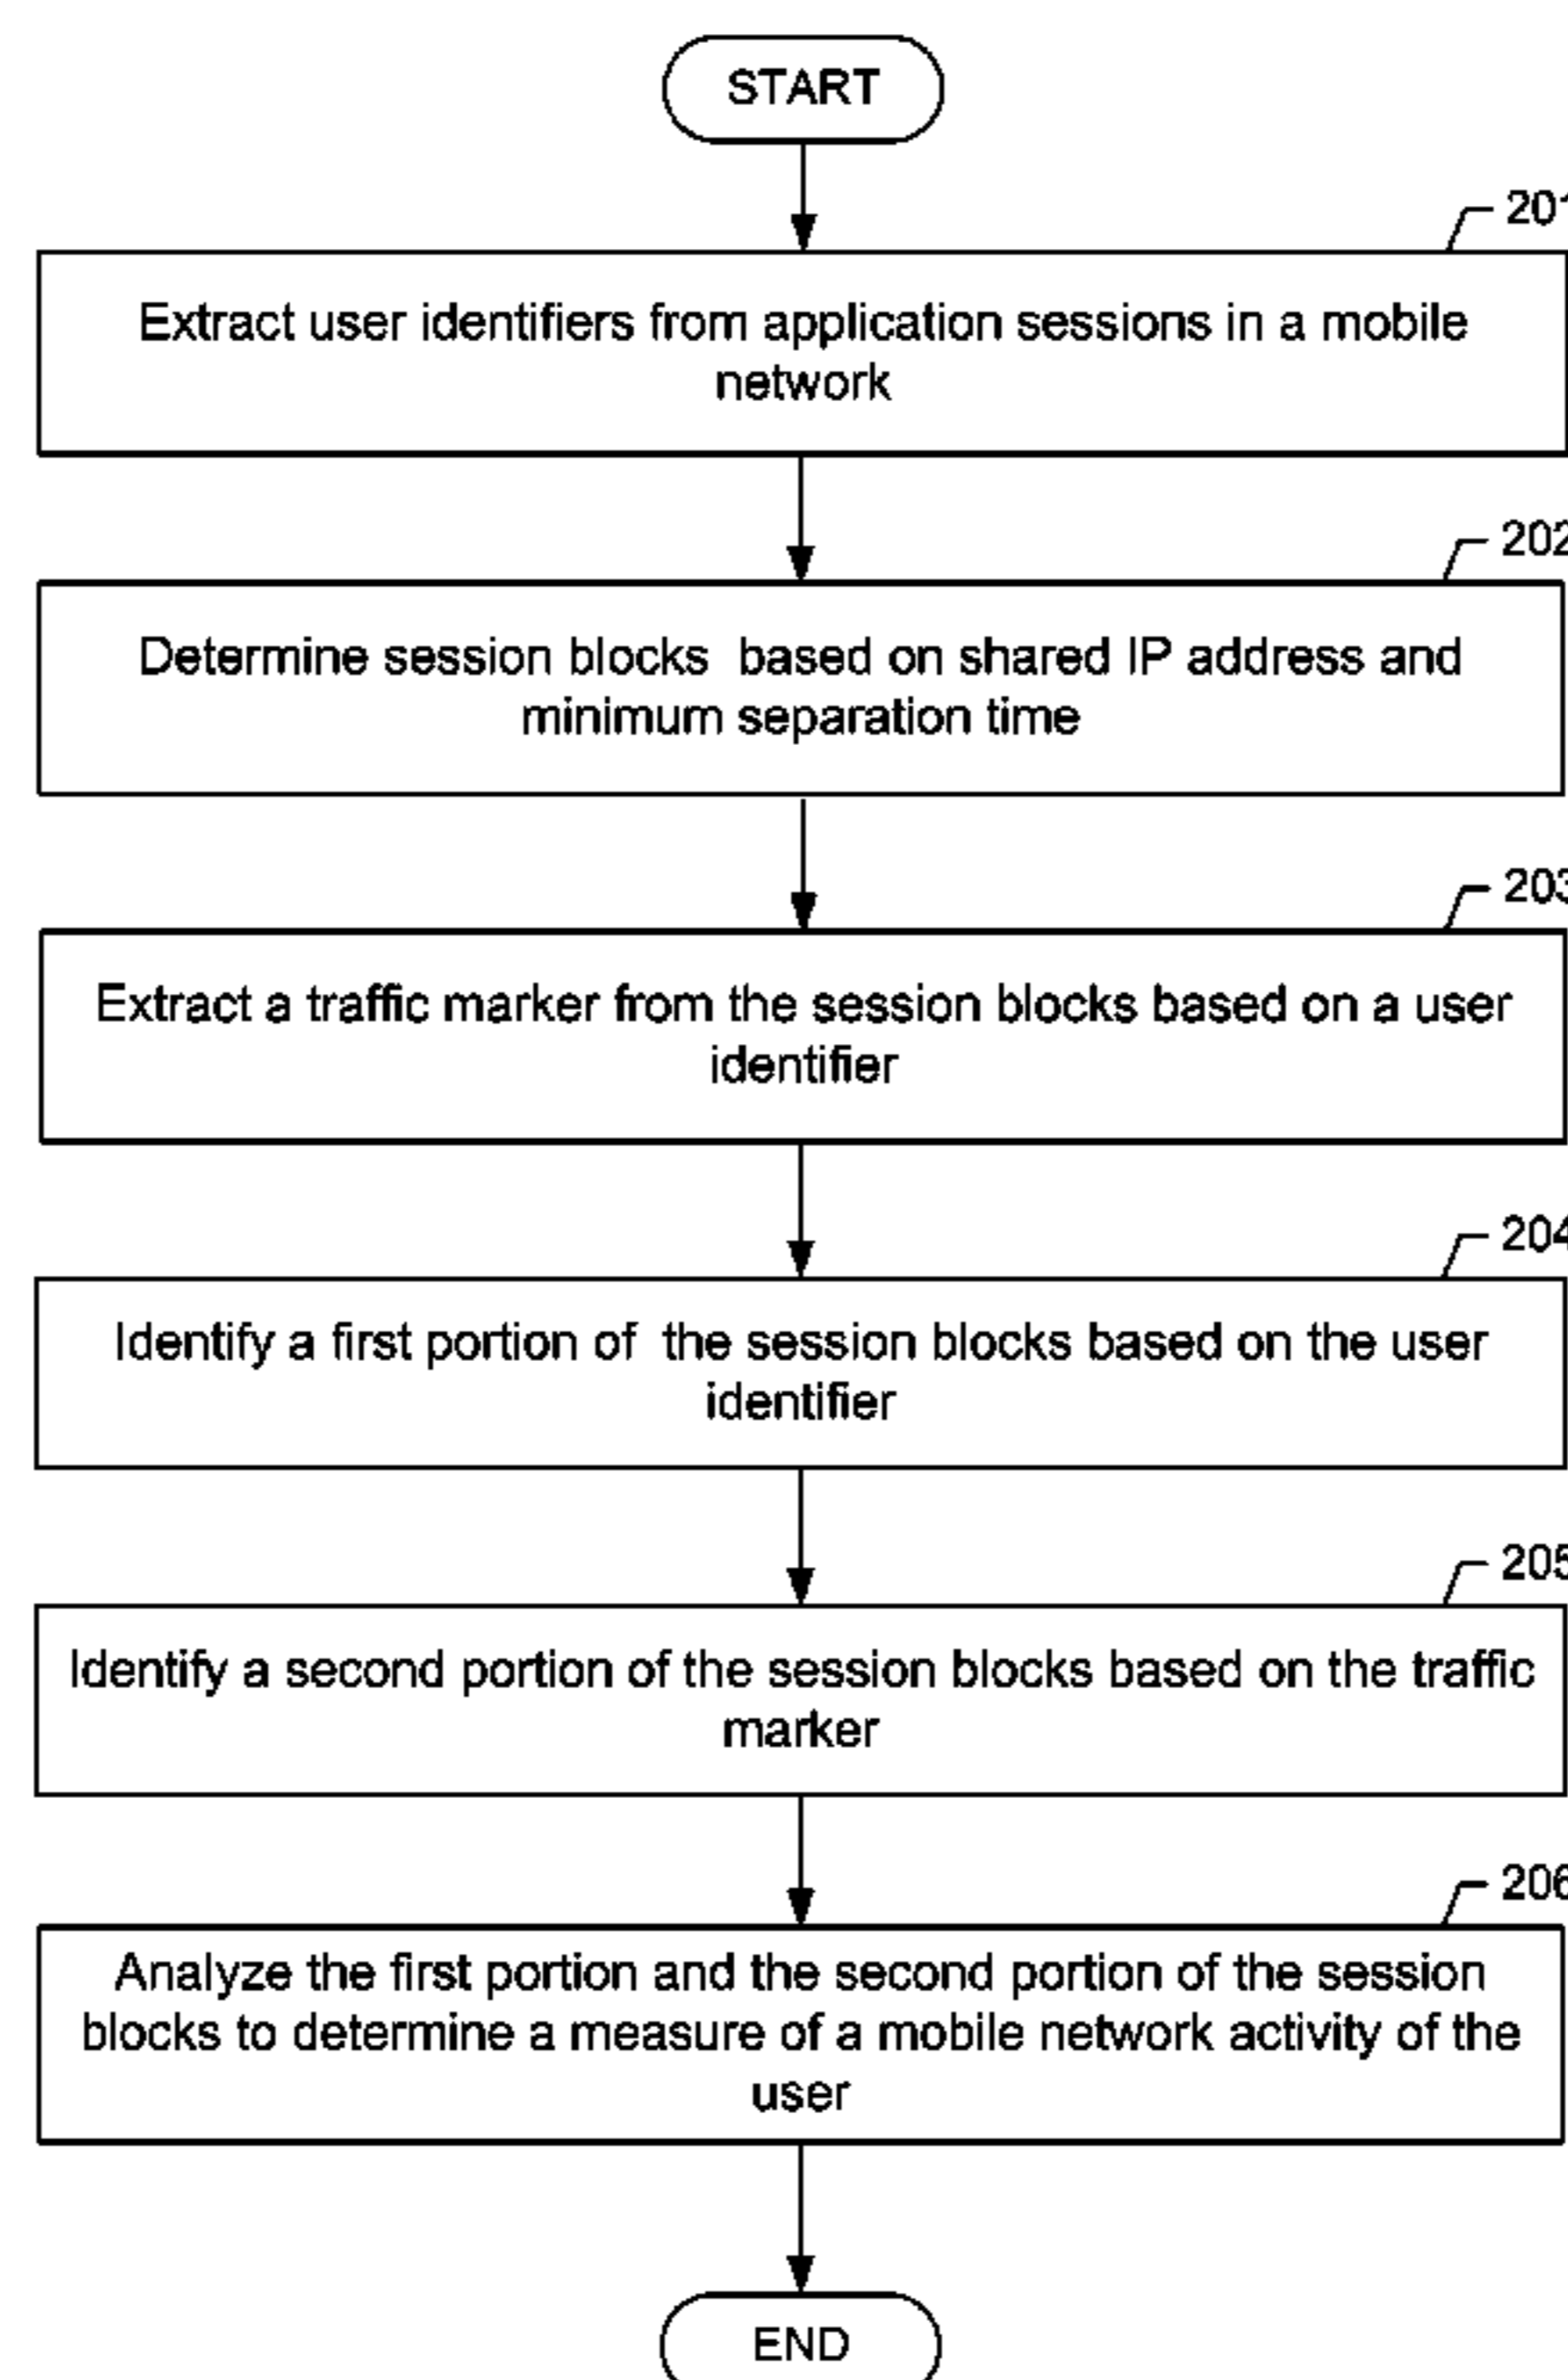 START
201
Extract user identifiers from application sessions in a mobile
network
202
Determine session blocks based on shared IP address and
minimum separation time
203
Extract a traffic marker from the session blocks based on a user
identifier
204
Identify a first portion of the session blocks based on the user
identifier
205
Identify a second portion of the session blocks based on the traffic
marker
206
Analyze the first portion and the second portion of the session
blocks to determine a measure of a mobile network activity of the
user
END